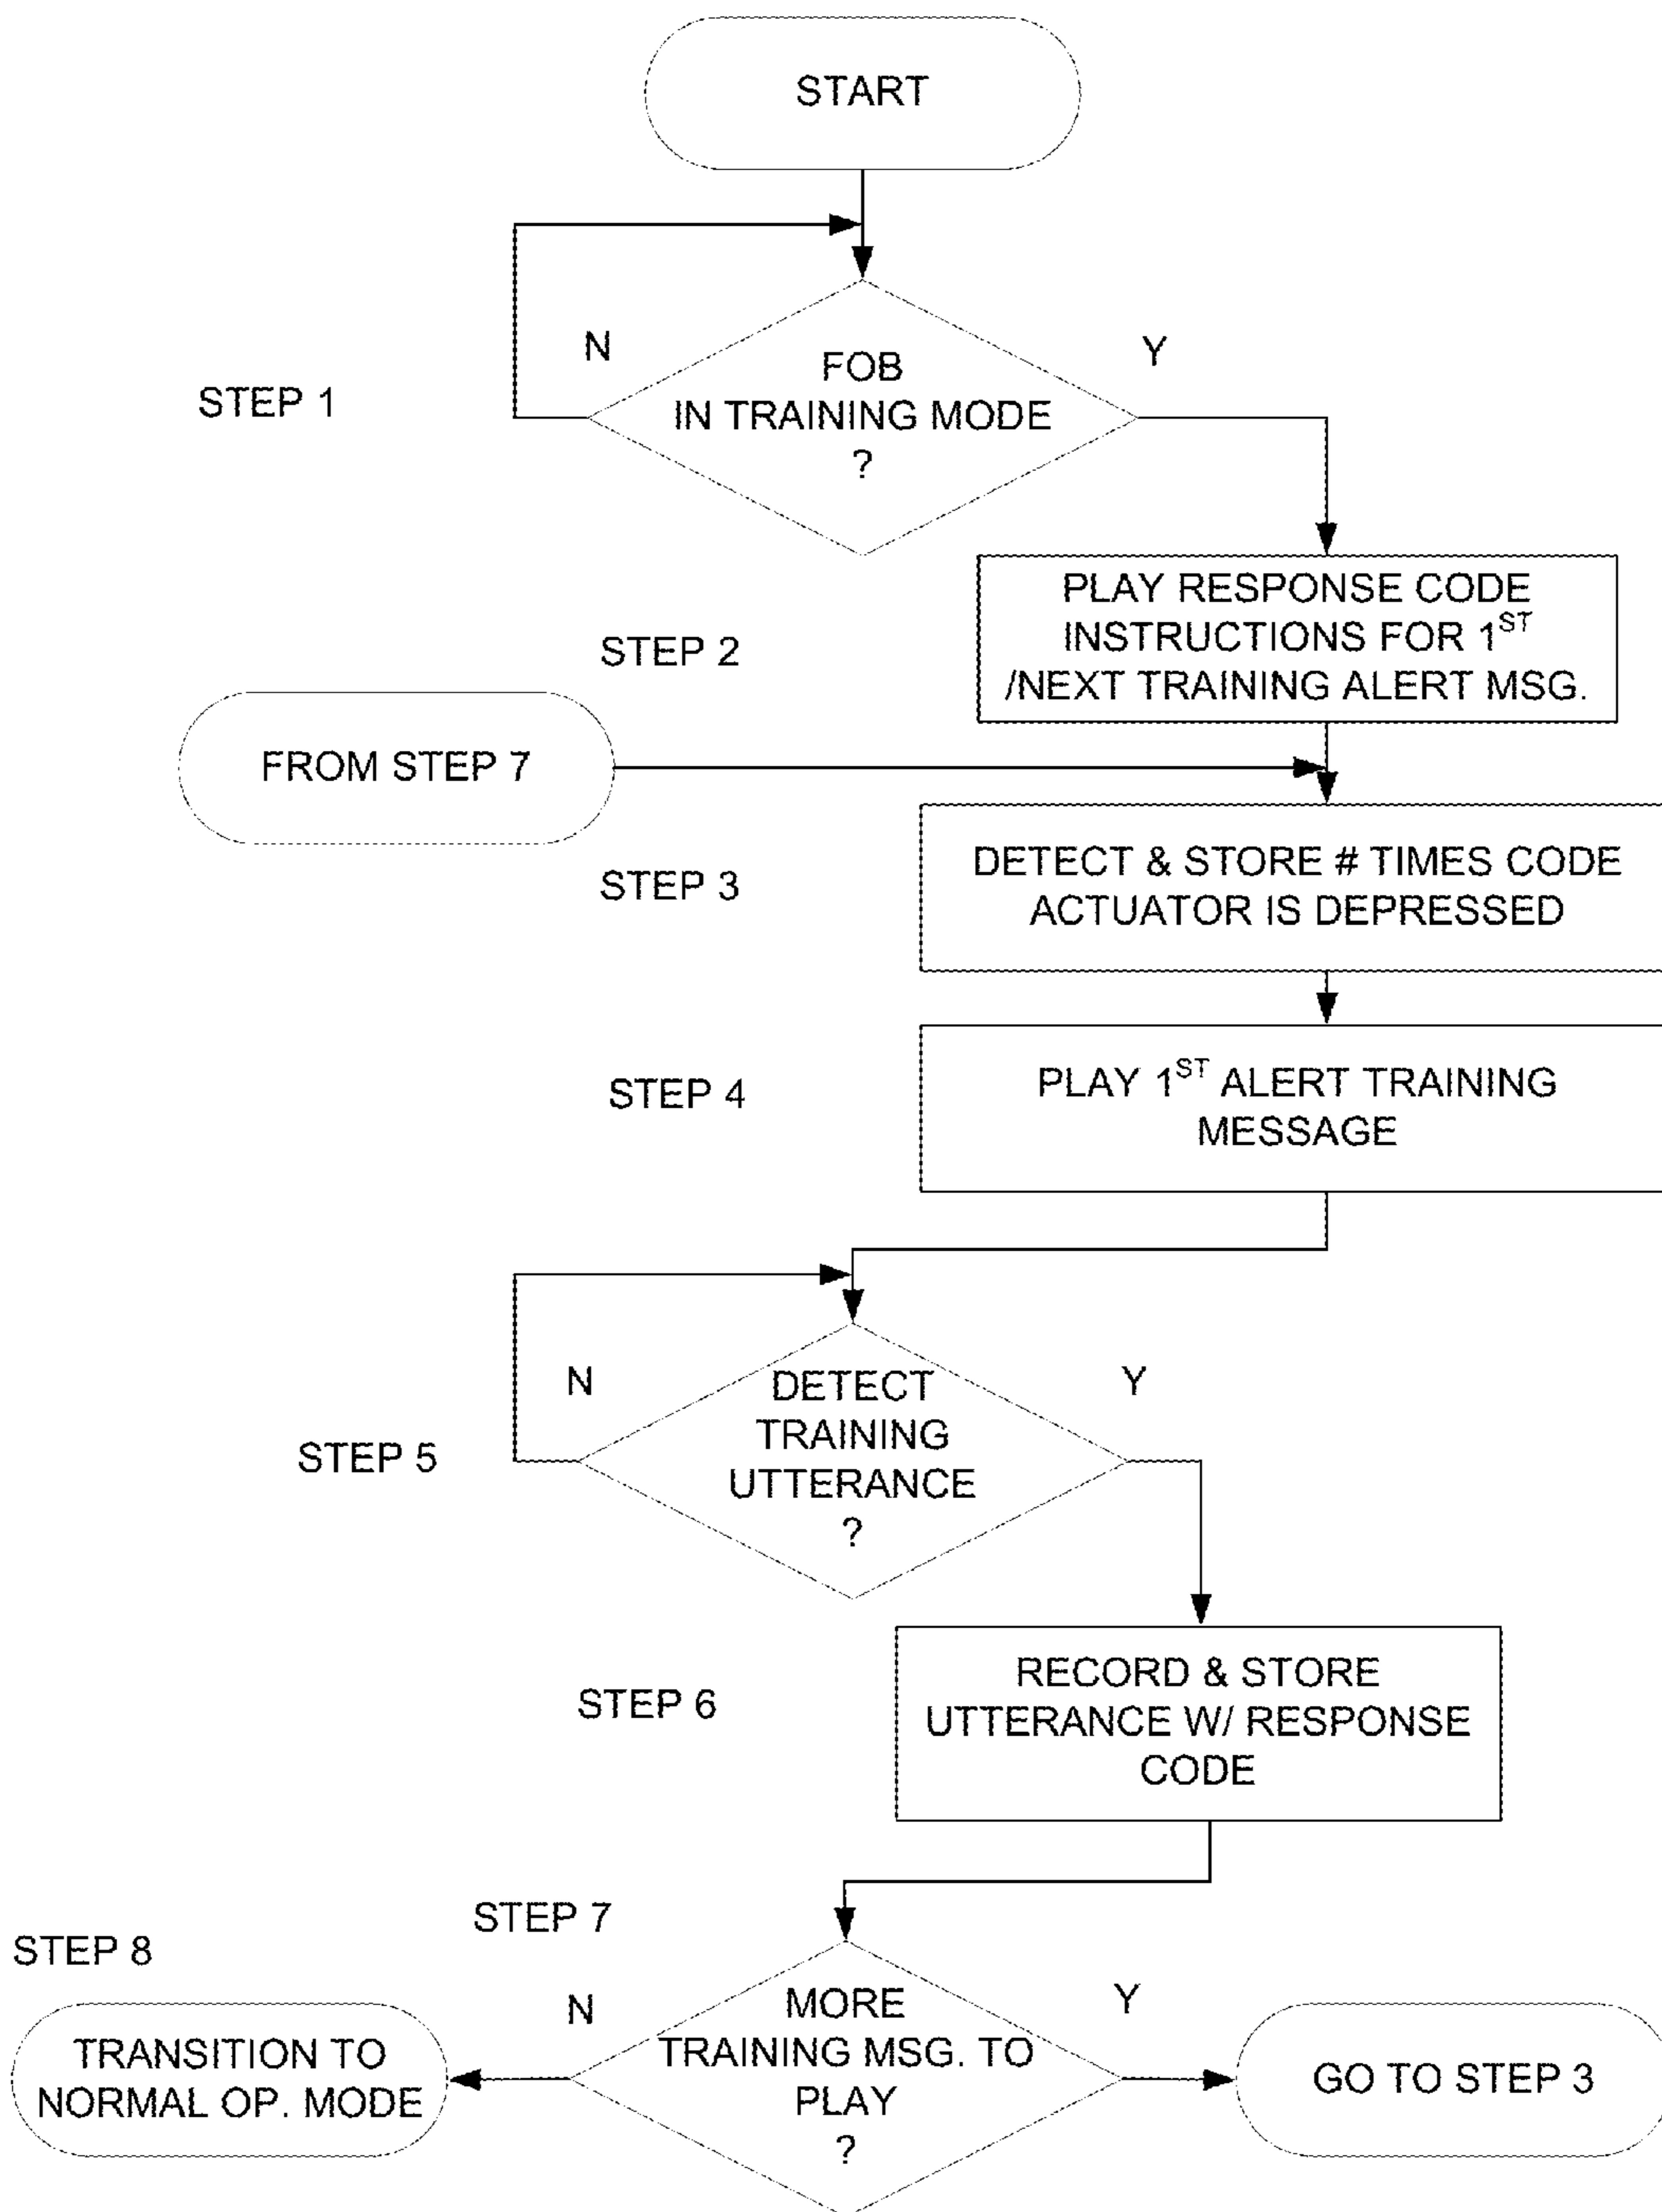 START
N
Y
STEP 1
FOB
IN TRAINING MODE
?
STEP 2
PLAY RESPONSE CODE
INSTRUCTIONS FOR 1ST
/NEXT TRAINING ALERT MSG.
FROM STEP 7
STEP 3
DETECT & STORE # TIMES CODE
ACTUATOR IS DEPRESSED
STEP 4
PLAY 1ST ALERT TRAINING
MESSAGE
N
Y
STEP 5
DETECT
TRAINING
UTTERANCE
?
STEP 6
RECORD & STORE
UTTERANCE W/ RESPONSE
CODE
STEP 7
STEP 8
N
Y
MORE
TRAINING MSG. TO
PLAY
?
TRANSITION TO
NORMAL OP. MODE
GO TO STEP 3